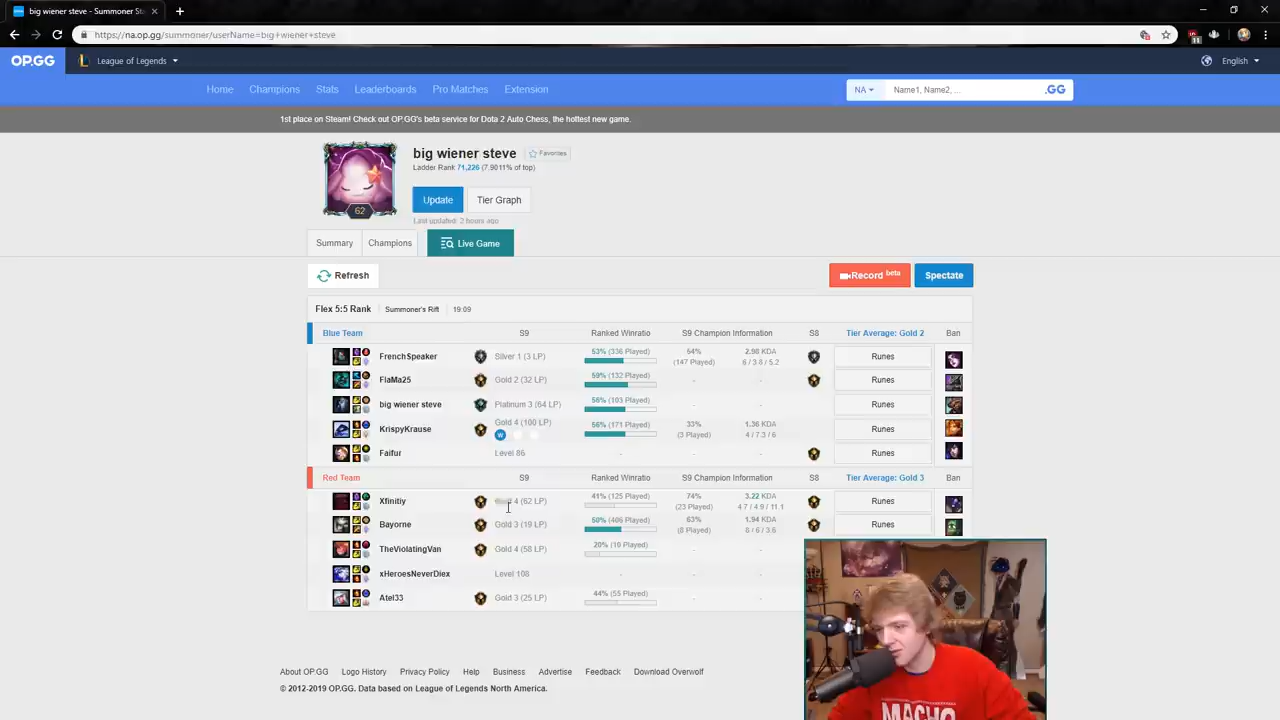 big wiener steve - Summoner Sta
https://na.op.gg/summoner/userName=big+wiener+steve
11
OP.GG
League of Legends
English
Home
Champions
Stats
Leaderboards
Pro Matches
Extension
NA
Name1, Name2, ...
.GG
1st place on Steam! Check out OP.GG's beta service for Dota 2 Auto Chess, the hottest new game.
big wiener steve
Favorites
Ladder Rank 71,226 (7.9011% of top)
62
Update
Tier Graph
Last updated: 2 hours ago
Summary
Champions
Live Game
Refresh
Record beta
Spectate
Flex 5:5 Rank
Summoner's Rift
19:09
Blue Team S9 Ranked Winratio S9 Champion Information S8 Tier Average: Gold 2 Ban
FrenchSpeaker Silver 1 (3 LP) 53% (336 Played) 54% (147 Played) 2.98 KDA 6 / 3.8 / 5.2 Runes
FlaMa25 Gold 2 (32 LP) 59% (132 Played) - - Runes
big wiener steve Platinum 3 (64 LP) 56% (103 Played) - - Runes
KrispyKrause Gold 4 (100 LP) W 56% (171 Played) 33% (3 Played) 1.36 KDA 4 / 7.3 / 6 Runes
Faifur Level 86 - - - Runes
Red Team S9 Ranked Winratio S9 Champion Information S8 Tier Average: Gold 3 Ban
Xfinitiy 4 (62 LP) 41% (125 Played) 74% (23 Played) 3.22 KDA 4.7 / 4.9 / 11.1 Runes
Bayorne Gold 3 (19 LP) 50% (406 Played) 63% (8 Played) 1.94 KDA 8 / 6 / 3.6 Runes
TheViolatingVan Gold 4 (58 LP) 20% (10 Played) - -
xHeroesNeverDiex Level 108 - - -
Atel33 Gold 3 (25 LP) 44% (55 Played) - -
About OP.GG
Logo History
Privacy Policy
Help
Business
Advertise
Feedback
Download Overwolf
© 2012-2019 OP.GG. Data based on League of Legends North America.
MACHO